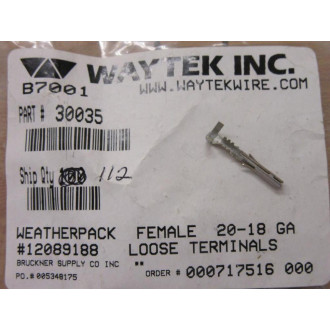 WAYTEK INC.
B7001 WWW.WAYTEKWIRE.COM
PART # 30035
Ship Qty 112
WEATHERPACK FEMALE 20-18 GA
#12089188 LOOSE TERMINALS
BRUCKNER SUPPLY CO INC **
PO.# 005348175 ORDER # 000717516 000